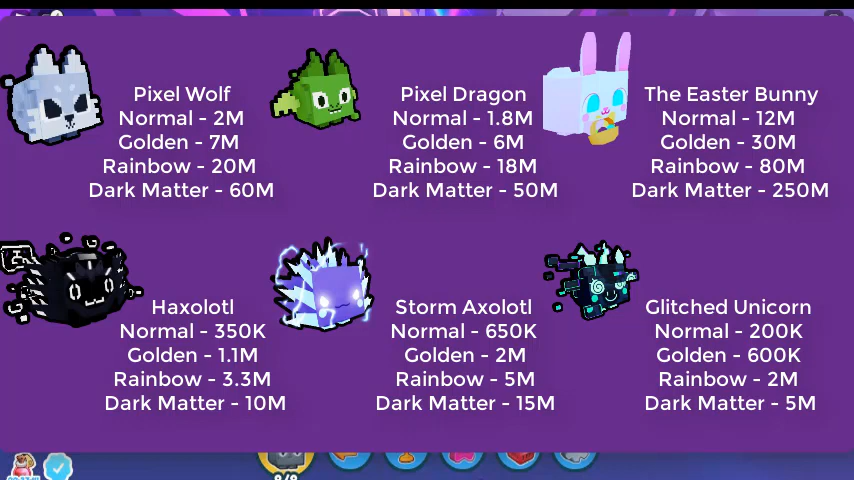 Pixel Wolf
Normal - 2M
Golden - 7M
Rainbow - 20M
Dark Matter - 60M
Pixel Dragon
Normal - 1.8M
Golden - 6M
Rainbow - 18M
Dark Matter - 50M
The Easter Bunny
Normal - 12M
Golden - 30M
Rainbow - 80M
Dark Matter - 250M
Haxolotl
Normal - 350K
Golden - 1.1M
Rainbow - 3.3M
Dark Matter - 10M
Storm Axolotl
Normal - 650K
Golden - 2M
Rainbow - 5M
Dark Matter - 15M
Glitched Unicorn
Normal - 200K
Golden - 600K
Rainbow - 2M
Dark Matter - 5M